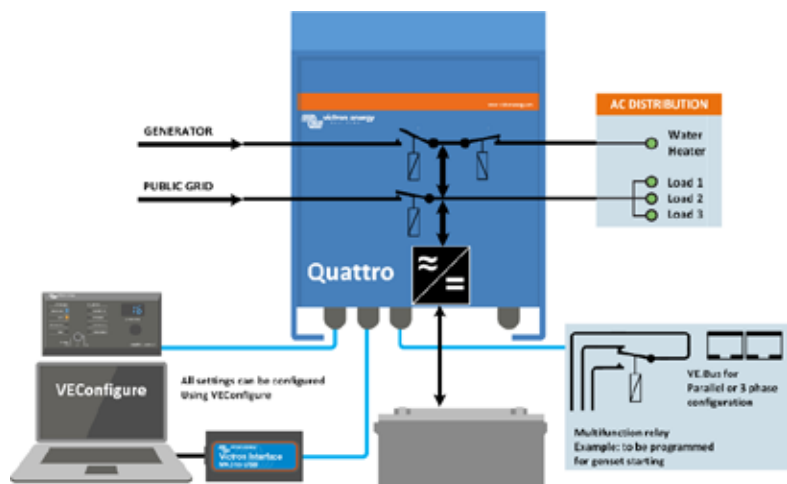 victron energy
GENERATOR
PUBLIC GRID
AC DISTRIBUTION
Water
Heater
Load 1
Load 2
Load 3
Quattro
VEConfigure
All settings can be configured
Using VEConfigure
Victron Interface
VE.Bus for
Parallel or 3 phase
configuration
Multifunction relay
Example: to be programmed
for genset starting